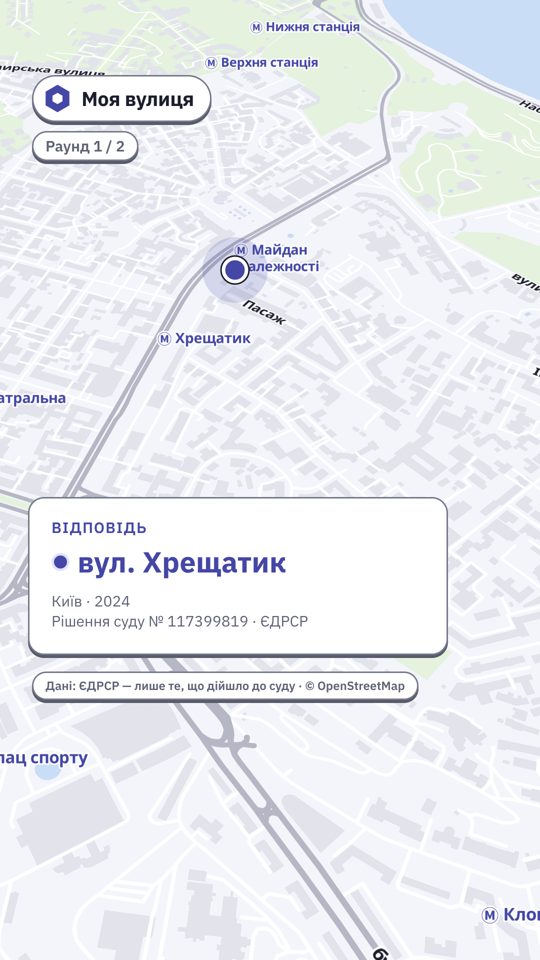 Нижня станція
Верхня станція
Моя вулиця
Раунд 1 / 2
Майдан
Пасаж
Хрещатик
ВІДПОВІДЬ
вул. Хрещатик
Київ · 2024
Рішення суду № 117399819 · ЄДРСР
Дані: ЄДРСР — лише те, що дійшло до суду · © OpenStreetMap
спорту